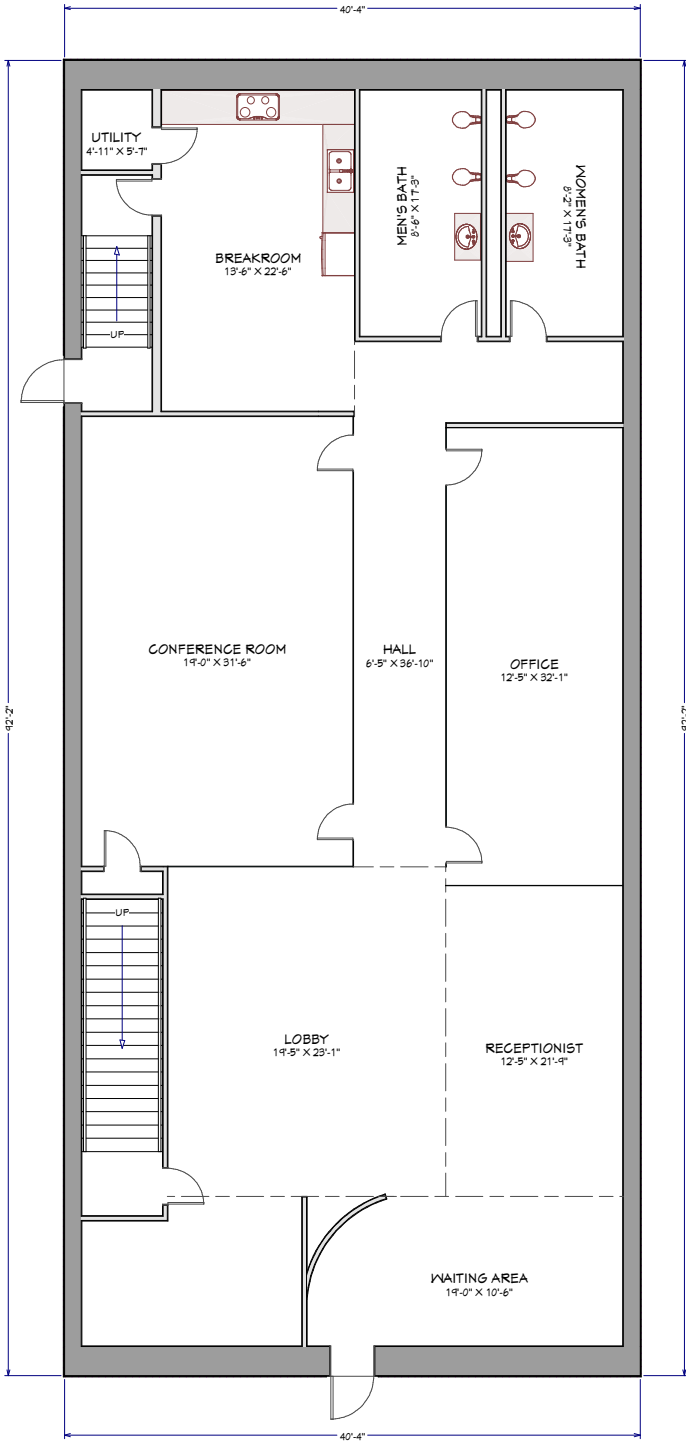 40'-4"
UTILITY
4'-11" X 5'-7"
MEN'S BATH
8'-6" X 17'-3"
WOMEN'S BATH
8'-2" X 17'-3"
BREAKROOM
13'-6" X 22'-6"
UP
CONFERENCE ROOM
19'-0" X 31'-6"
HALL
6'-5" X 36'-10"
OFFICE
12'-5" X 32'-1"
92'-2"
92'-2"
UP
LOBBY
19'-5" X 23'-1"
RECEPTIONIST
12'-5" X 21'-9"
WAITING AREA
19'-0" X 10'-6"
40'-4"